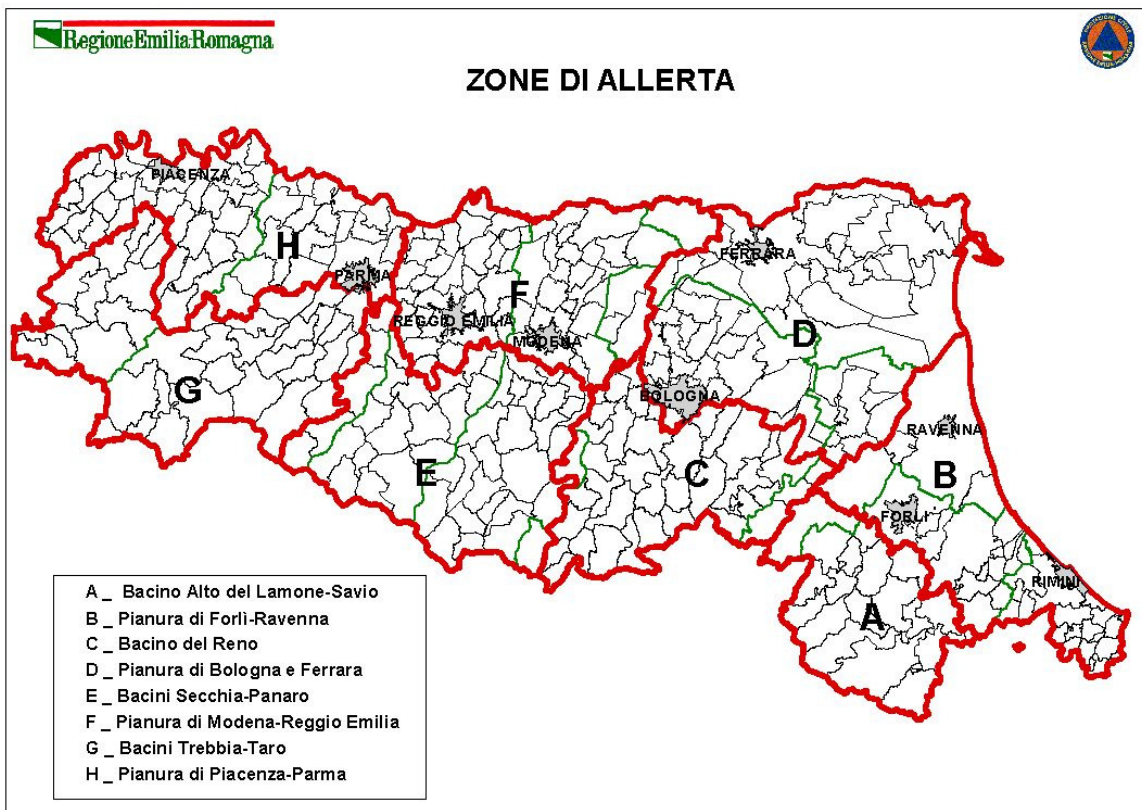 RegioneEmilia-Romagna
ZONE DI ALLERTA
PIACENZA
H
PARMA
FERRARA
F
REGGIO EMILIA
MODENA
D
G
BOLOGNA
RAVENNA
E
C
B
FORLI'
RIMINI
A
A _ Bacino Alto del Lamone-Savio
B _ Pianura di Forlì-Ravenna
C _ Bacino del Reno
D _ Pianura di Bologna e Ferrara
E _ Bacini Secchia-Panaro
F _ Pianura di Modena-Reggio Emilia
G _ Bacini Trebbia-Taro
H _ Pianura di Piacenza-Parma